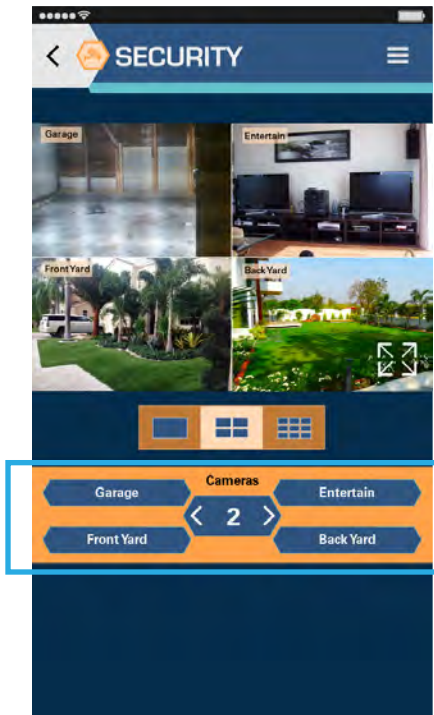 SECURITY
Garage
Entertain
Front Yard
Back Yard
Cameras
Garage
Entertain
2
Front Yard
Back Yard